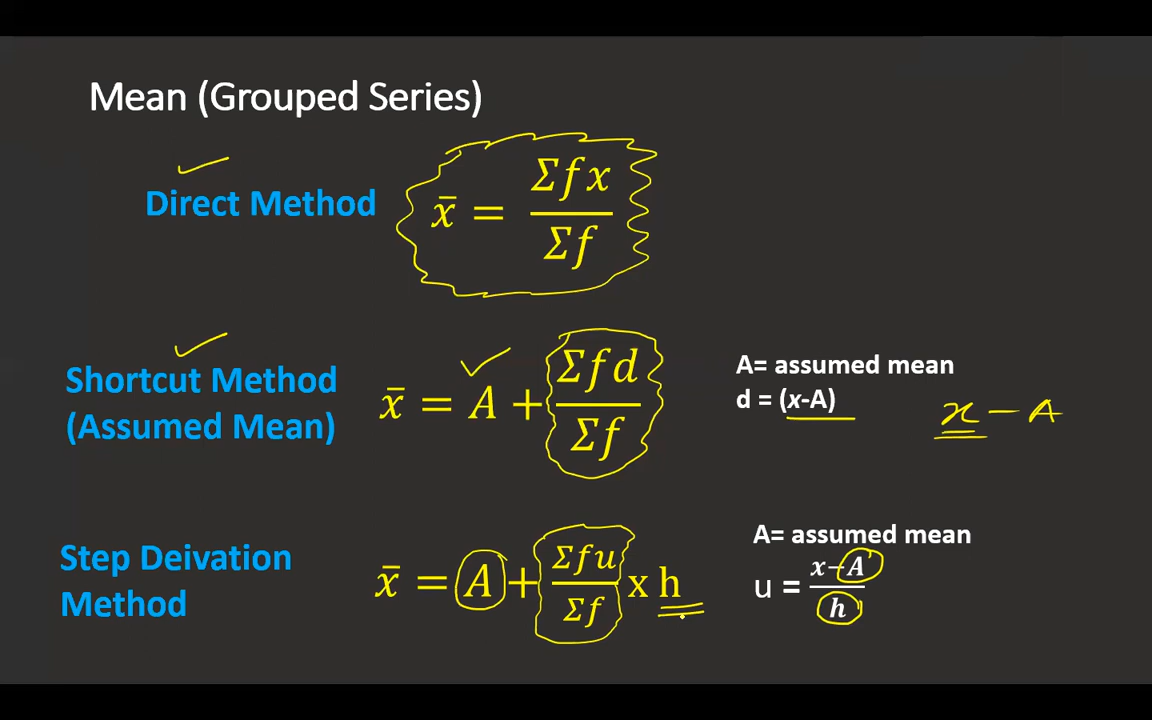 Mean (Grouped Series)
Direct Method
x̄ = Σfx / Σf
Shortcut Method
(Assumed Mean)
x̄ = A + Σfd / Σf
A= assumed mean
d = (x-A)
x - A
Step Deivation
Method
x̄ = A + Σfu / Σf x h
A= assumed mean
u = x-A / h